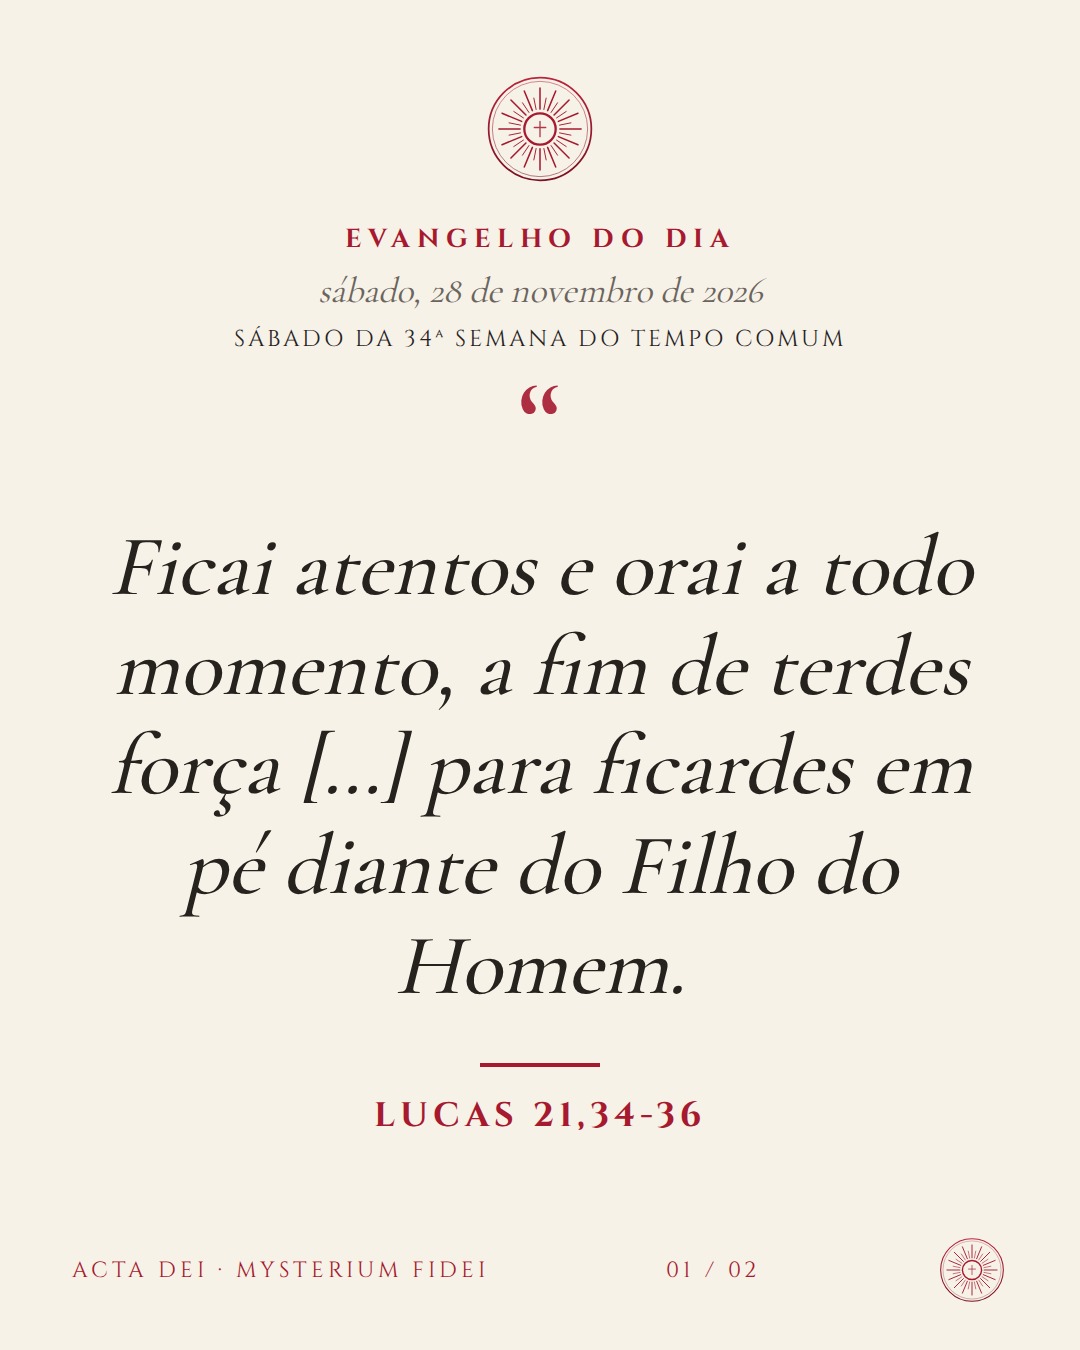 EVANGELHO DO DIA
sábado, 28 de novembro de 2026
SÁBADO DA 34ª SEMANA DO TEMPO COMUM
“
Ficai atentos e orai a todo
momento, a fim de terdes
força [...] para ficardes em
pé diante do Filho do
Homem.
LUCAS 21,34-36
ACTA DEI · MYSTERIUM FIDEI
01 / 02